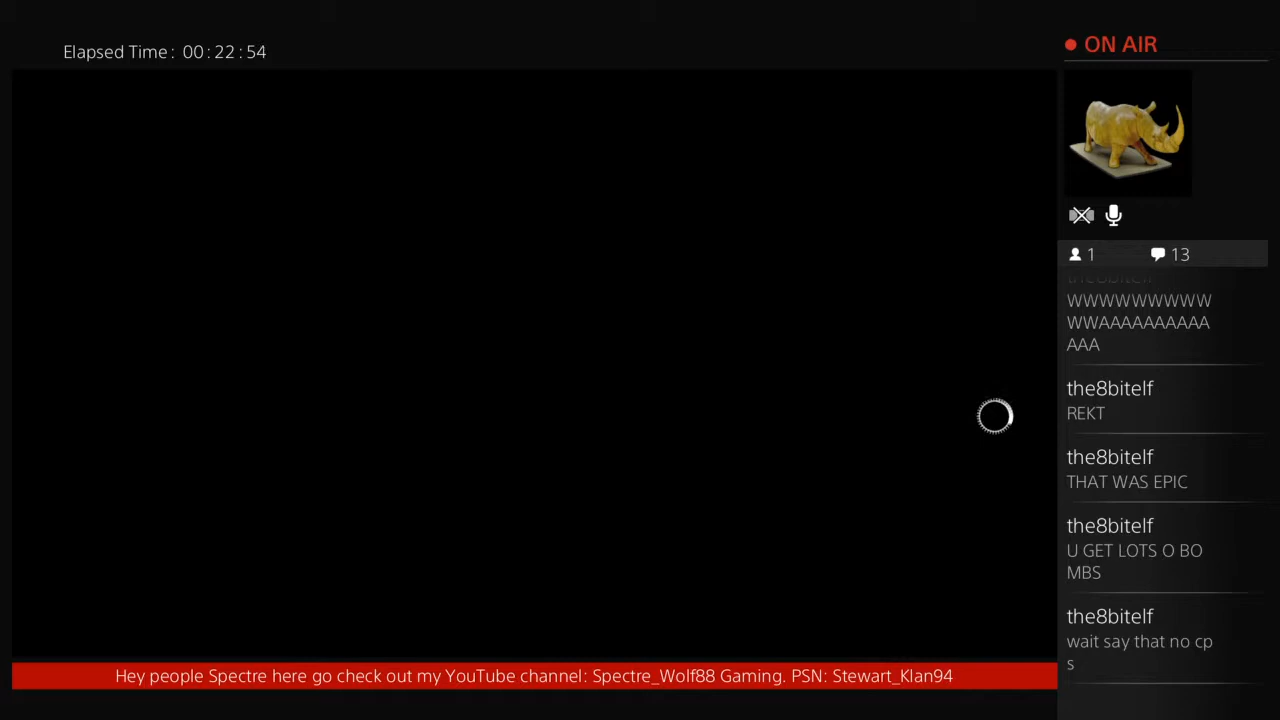 Elapsed Time: 00:22:54
ON AIR
1
13
the8bitelf
WWWWWWWWW
WWAAAAAAAAAA
AAA
the8bitelf
REKT
the8bitelf
THAT WAS EPIC
the8bitelf
U GET LOTS O BO
MBS
the8bitelf
wait say that no cp
s
Hey people Spectre here go check out my YouTube channel: Spectre_Wolf88 Gaming. PSN: Stewart_Klan94